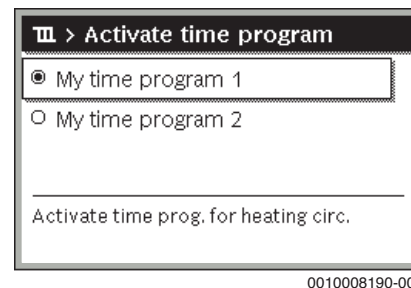 > Activate time program
My time program 1
My time program 2
Activate time prog. for heating circ.
0010008190-00